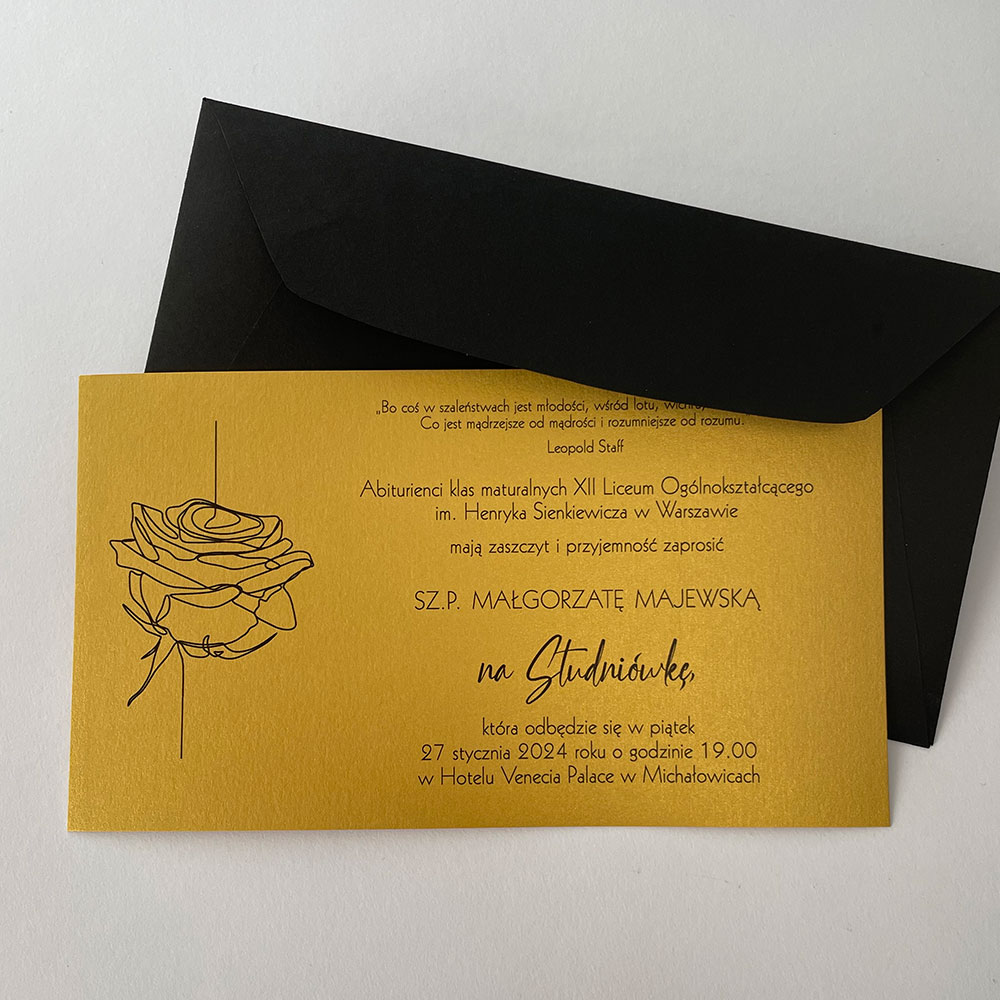 „Bo coś w szaleństwach jest młodości, wśród lotu,
Co jest mądrzejsze od mądrości i rozumniejsze od rozumu.
Leopold Staff
Abiturienci klas maturalnych XII Liceum Ogólnokształcącego
im. Henryka Sienkiewicza w Warszawie
mają zaszczyt i przyjemność zaprosić
SZ.P. MAŁGORZATĘ MAJEWSKĄ
na Studniówkę,
która odbędzie się w piątek
27 stycznia 2024 roku o godzinie 19.00
w Hotelu Venecia Palace w Michałowicach